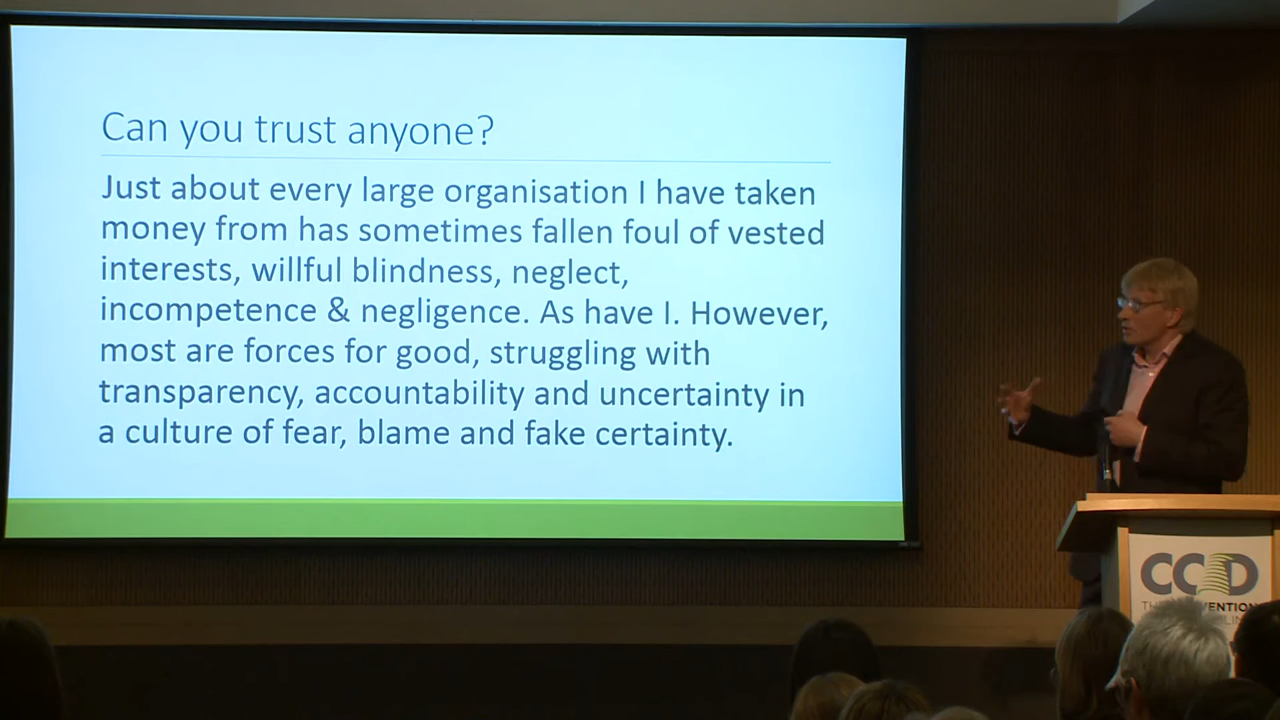 Can you trust anyone?
Just about every large organisation I have taken
money from has sometimes fallen foul of vested
interests, willful blindness, neglect,
incompetence & negligence. As have I. However,
most are forces for good, struggling with
transparency, accountability and uncertainty in
a culture of fear, blame and fake certainty.
CCD